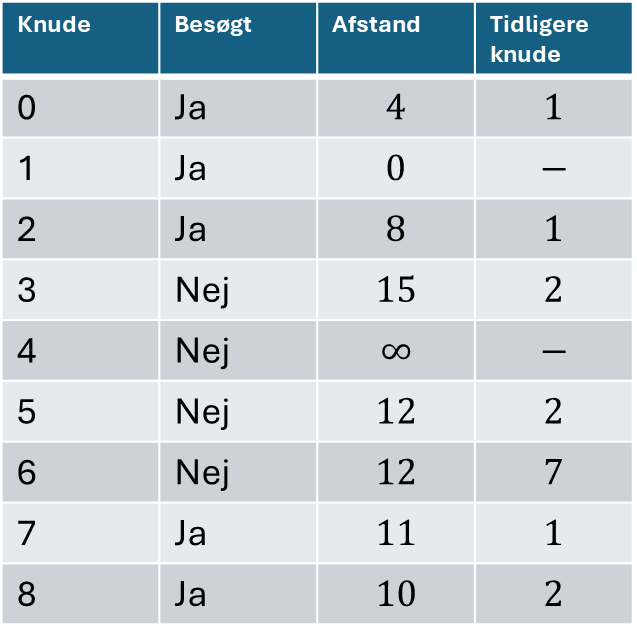 Knude Besøgt Afstand Tidligere
knude
0 Ja 4 1
1 Ja 0 –
2 Ja 8 1
3 Nej 15 2
4 Nej ∞ –
5 Nej 12 2
6 Nej 12 7
7 Ja 11 1
8 Ja 10 2